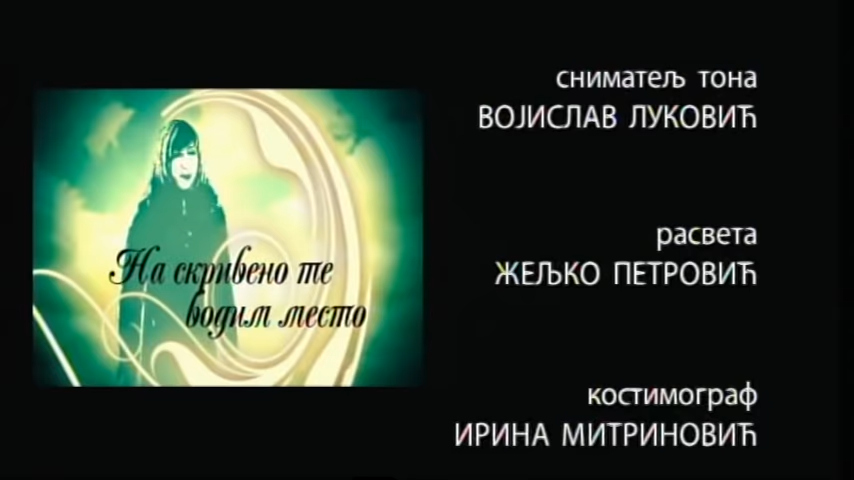 На скривено те
водим место
сниматељ тона
ВОЈИСЛАВ ЛУКОВИЋ
расвета
ЖЕЉКО ПЕТРОВИЋ
костимограф
ИРИНА МИТРИНОВИЋ